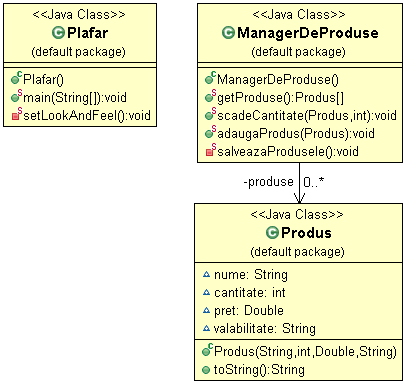 <<Java Class>>
Plafar
(default package)
Plafar()
main(String[]):void
setLookAndFeel():void
<<Java Class>>
ManagerDeProduse
(default package)
ManagerDeProduse()
getProduse():Produs[]
scadeCantitate(Produs,int):void
adaugaProdus(Produs):void
salveazaProdusele():void
-produse 0..*
<<Java Class>>
Produs
(default package)
nume: String
cantitate: int
pret: Double
valabilitate: String
Produs(String,int,Double,String)
toString():String